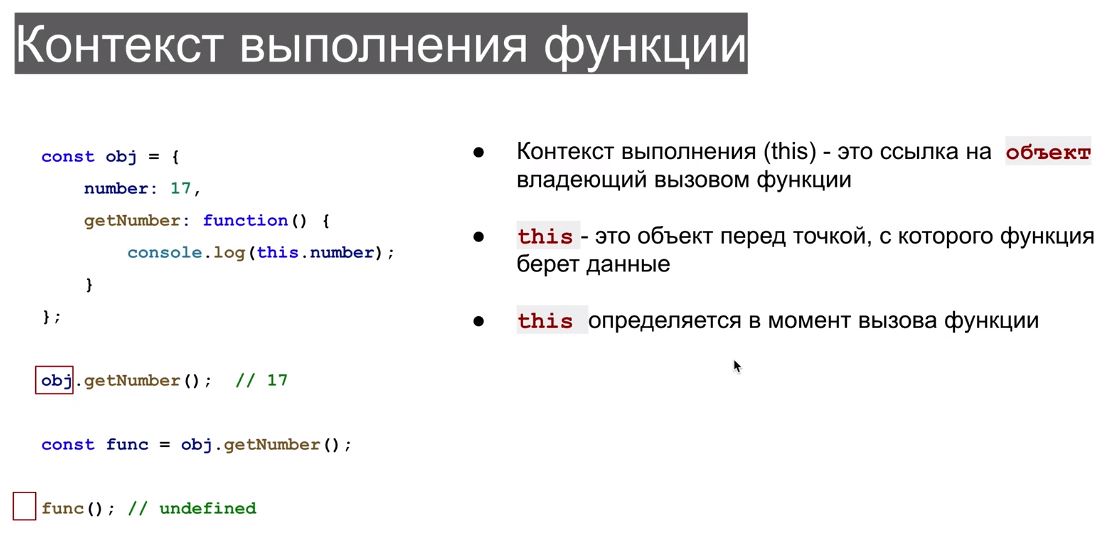 Контекст выполнения функции
const obj = {
    number: 17,
    getNumber: function() {
        console.log(this.number);
    }
};
obj.getNumber();  // 17
const func = obj.getNumber();
func(); // undefined
● Контекст выполнения (this) - это ссылка на объект
владеющий вызовом функции
● this - это объект перед точкой, с которого функция
берет данные
● this определяется в момент вызова функции